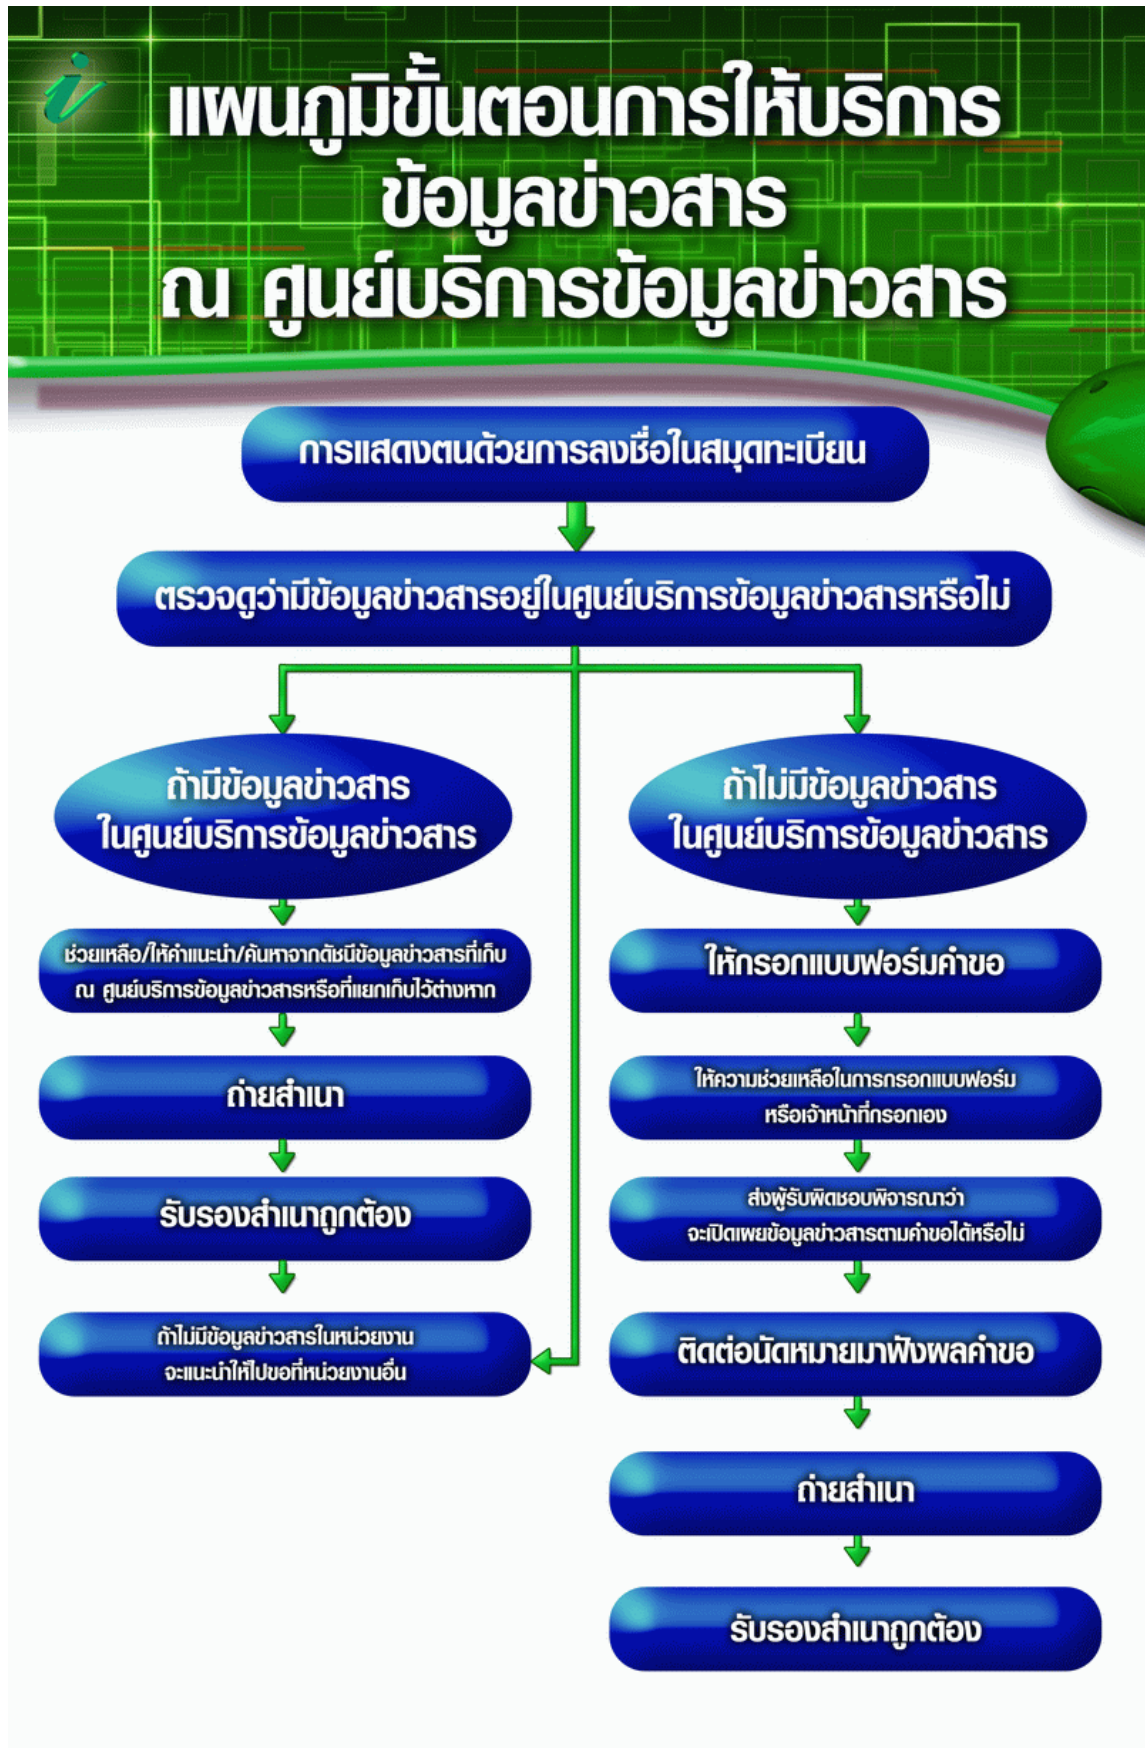 i
แผนภูมิขั้นตอนการให้บริการ
ข้อมูลข่าวสาร
ณ ศูนย์บริการข้อมูลข่าวสาร
การแสดงตนด้วยการลงชื่อในสมุดทะเบียน
ตรวจดูว่ามีข้อมูลข่าวสารอยู่ในศูนย์บริการข้อมูลข่าวสารหรือไม่
ถ้ามีข้อมูลข่าวสาร
ในศูนย์บริการข้อมูลข่าวสาร
ช่วยเหลือ/ให้คำแนะนำ/ค้นหาจากดัชนีข้อมูลข่าวสารที่เก็บ
ณ ศูนย์บริการข้อมูลข่าวสารหรือที่แยกเก็บไว้ต่างหาก
ถ่ายสำเนา
รับรองสำเนาถูกต้อง
ถ้าไม่มีข้อมูลข่าวสารในหน่วยงาน
จะแนะนำให้ไปขอที่หน่วยงานอื่น
ถ้าไม่มีข้อมูลข่าวสาร
ในศูนย์บริการข้อมูลข่าวสาร
ให้กรอกแบบฟอร์มคำขอ
ให้ความช่วยเหลือในการกรอกแบบฟอร์ม
หรือเจ้าหน้าที่กรอกเอง
ส่งผู้รับผิดชอบพิจารณาว่า
จะเปิดเผยข้อมูลข่าวสารตามคำขอได้หรือไม่
ติดต่อนัดหมายมาฟังผลคำขอ
ถ่ายสำเนา
รับรองสำเนาถูกต้อง